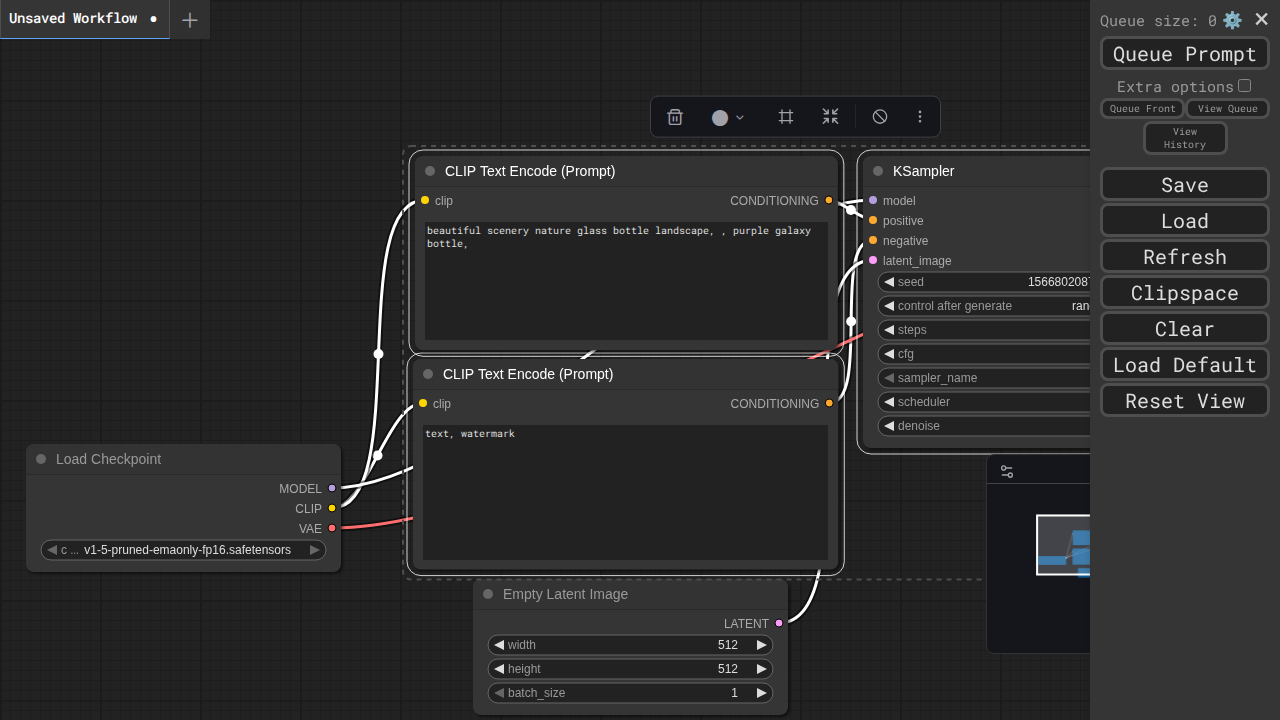 Unsaved Workflow
Queue size: 0
Queue Prompt
Extra options
Queue Front
View Queue
View
History
Save
Load
Refresh
Clipspace
Clear
Load Default
Reset View
CLIP Text Encode (Prompt)
clip
CONDITIONING
beautiful scenery nature glass bottle landscape, , purple galaxy
bottle,
KSampler
model
positive
negative
latent_image
seed
control after generate
steps
cfg
sampler_name
scheduler
denoise
CLIP Text Encode (Prompt)
clip
CONDITIONING
text, watermark
Load Checkpoint
MODEL
CLIP
VAE
c ... v1-5-pruned-emaonly-fp16.safetensors
Empty Latent Image
LATENT
width 512
height 512
batch_size 1